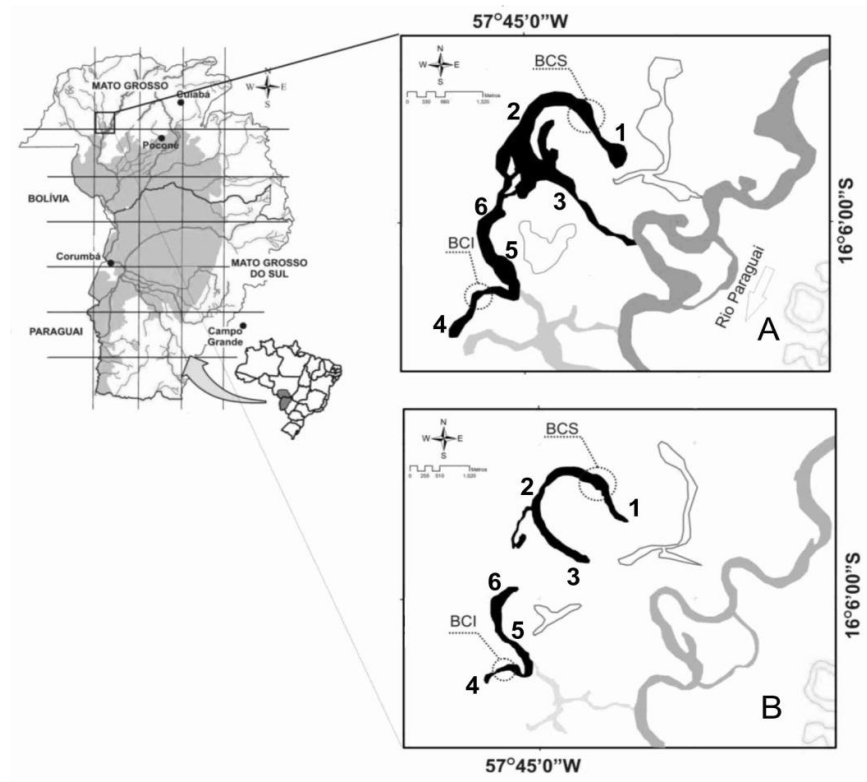 MATO GROSSO
Cuiabá
N
W E
S
Poconé
BOLÍVIA
Corumbá
MATO GROSSO
DO SUL
PARAGUAI
Campo
Grande
57°45'0"W
N
W E
S
BCS
2
1
3
6
5
BCI
4
16°6'00"S
Rio Paraguai
A
N
W E
S
BCS
2
1
3
6
5
BCI
4
16°6'00"S
B
57°45'0"W